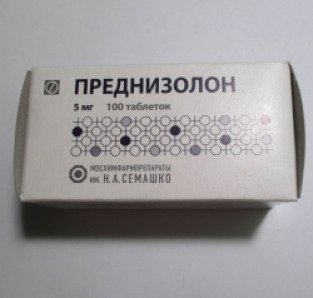 ПРЕДНИЗОЛОН
5 мг 100 таблеток
МОСХИМФАРМПРЕПАРАТЫ
ИМ. Н.А.СЕМАШКО